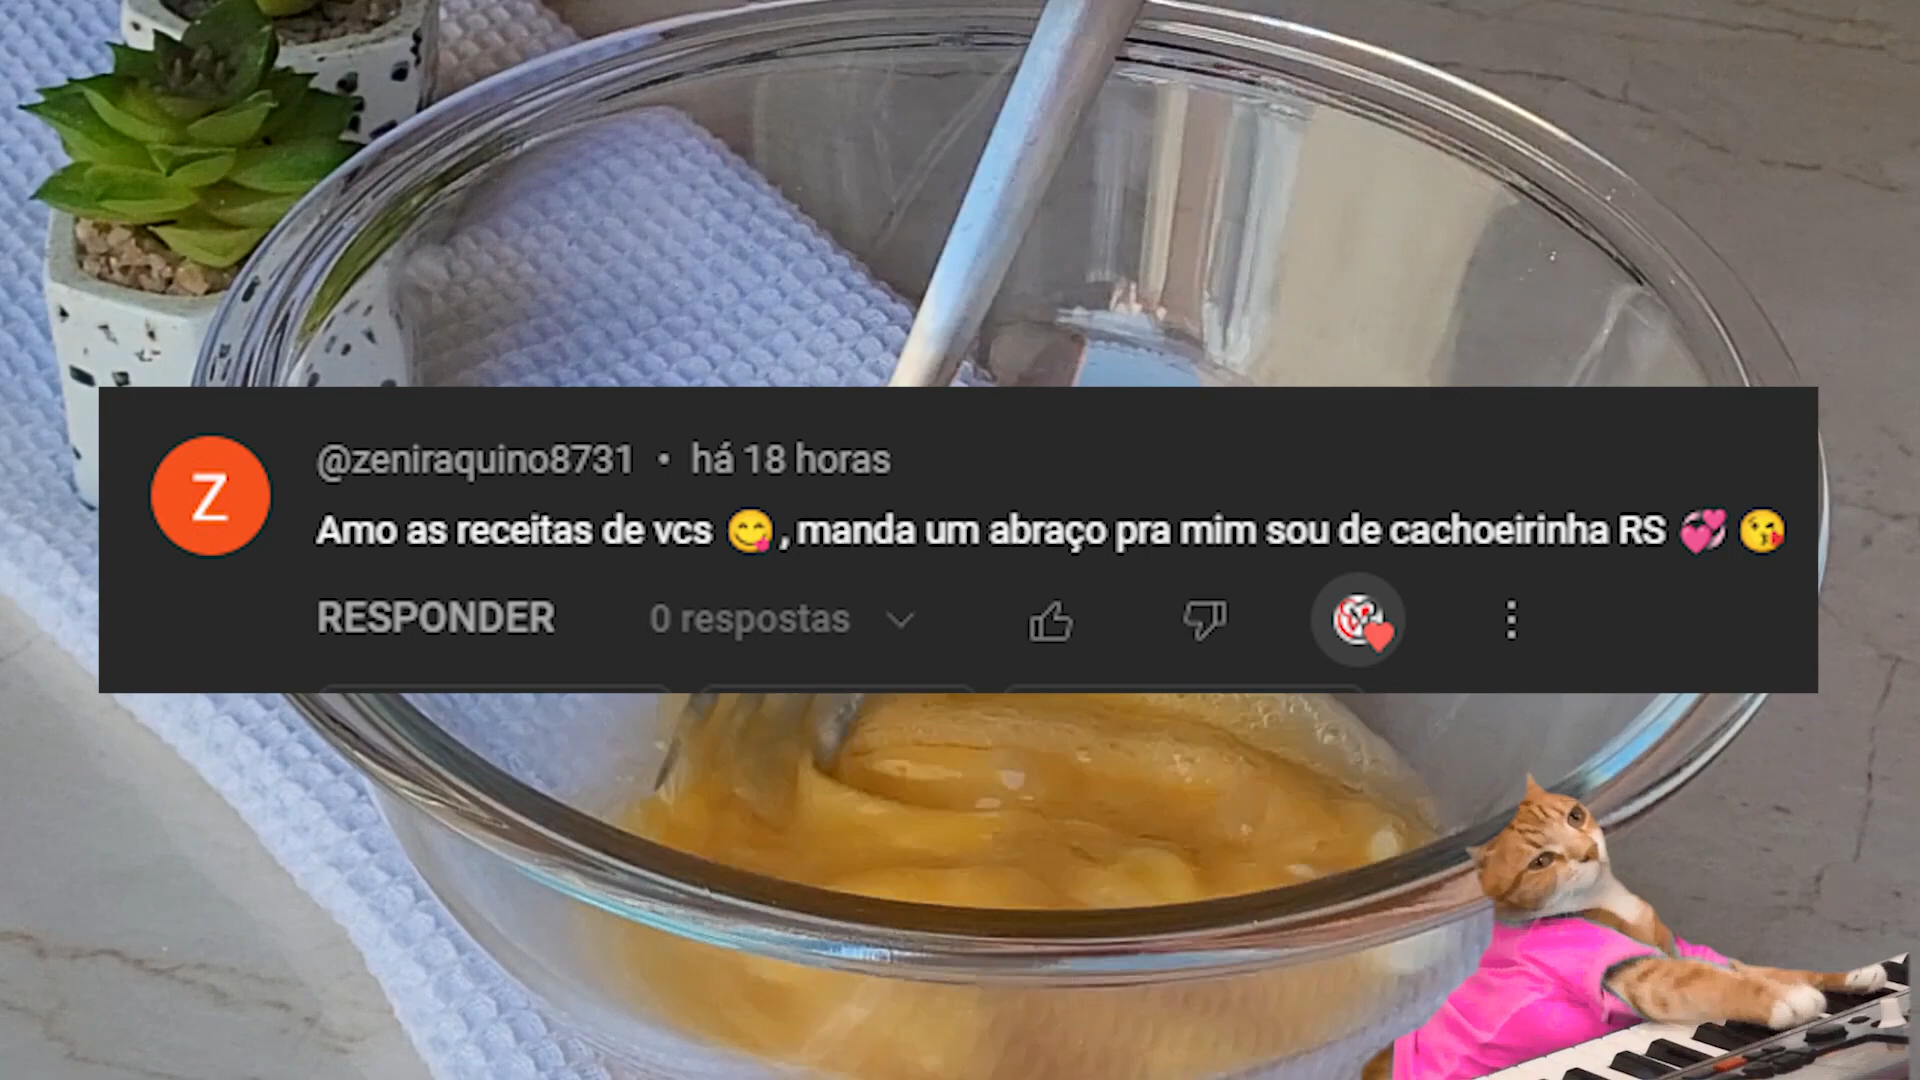 Z
@zeniraquino8731 • há 18 horas
Amo as receitas de vcs 😋, manda um abraço pra mim sou de cachoeirinha RS 💞 😘
RESPONDER 0 respostas